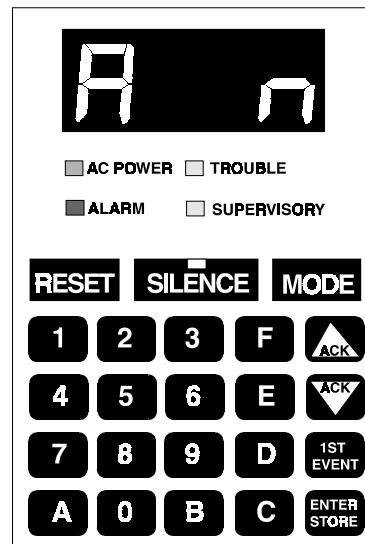 A n
AC POWER TROUBLE
ALARM SUPERVISORY
RESET SILENCE MODE
1 2 3 F ACK
4 5 6 E ACK
7 8 9 D 1ST EVENT
A 0 B C ENTER STORE